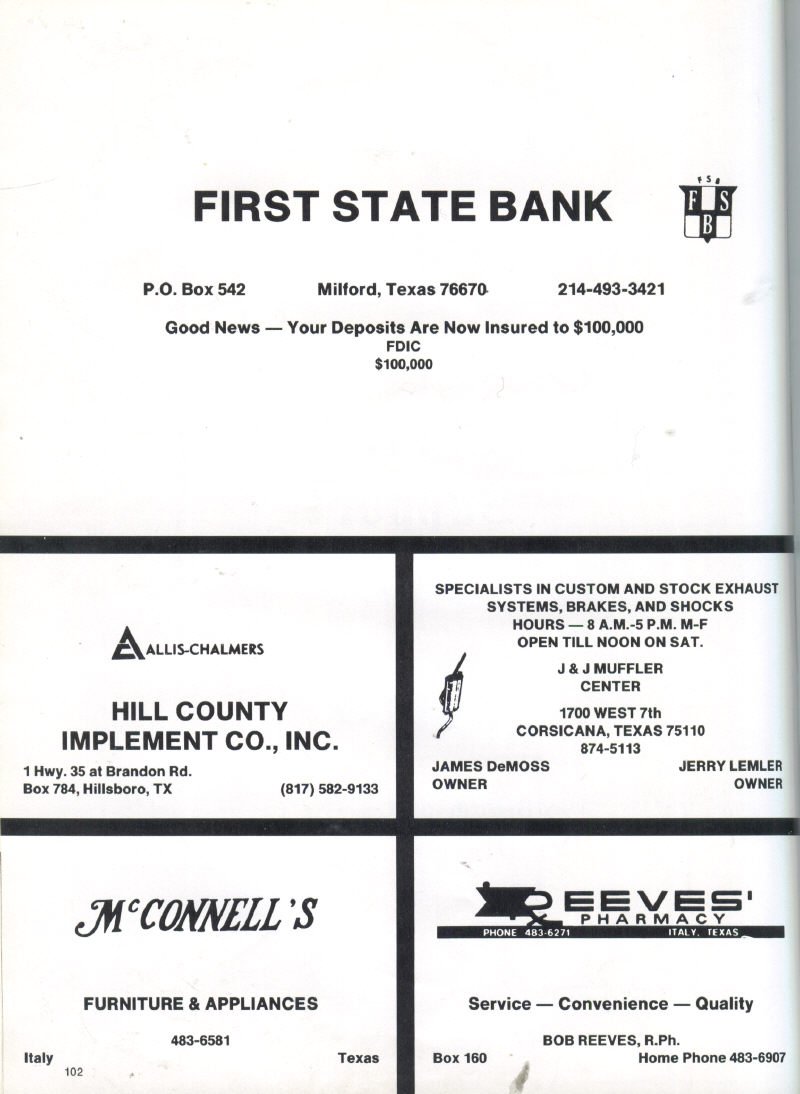 FSB
FIRST STATE BANK
F S
B
P.O. Box 542 Milford, Texas 76670 214-493-3421
Good News — Your Deposits Are Now Insured to $100,000
FDIC
$100,000
ALLIS-CHALMERS
HILL COUNTY
IMPLEMENT CO., INC.
1 Hwy. 35 at Brandon Rd.
Box 784, Hillsboro, TX (817) 582-9133
SPECIALISTS IN CUSTOM AND STOCK EXHAUST
SYSTEMS, BRAKES, AND SHOCKS
HOURS — 8 A.M.-5 P.M. M-F
OPEN TILL NOON ON SAT.
J & J MUFFLER
CENTER
1700 WEST 7th
CORSICANA, TEXAS 75110
874-5113
JAMES DeMOSS JERRY LEMLER
OWNER OWNER
McCONNELL'S
FURNITURE & APPLIANCES
483-6581
Italy Texas
102
REEVES'
PHARMACY
PHONE 483-6271 ITALY, TEXAS
Service — Convenience — Quality
BOB REEVES, R.Ph.
Box 160 Home Phone 483-6907